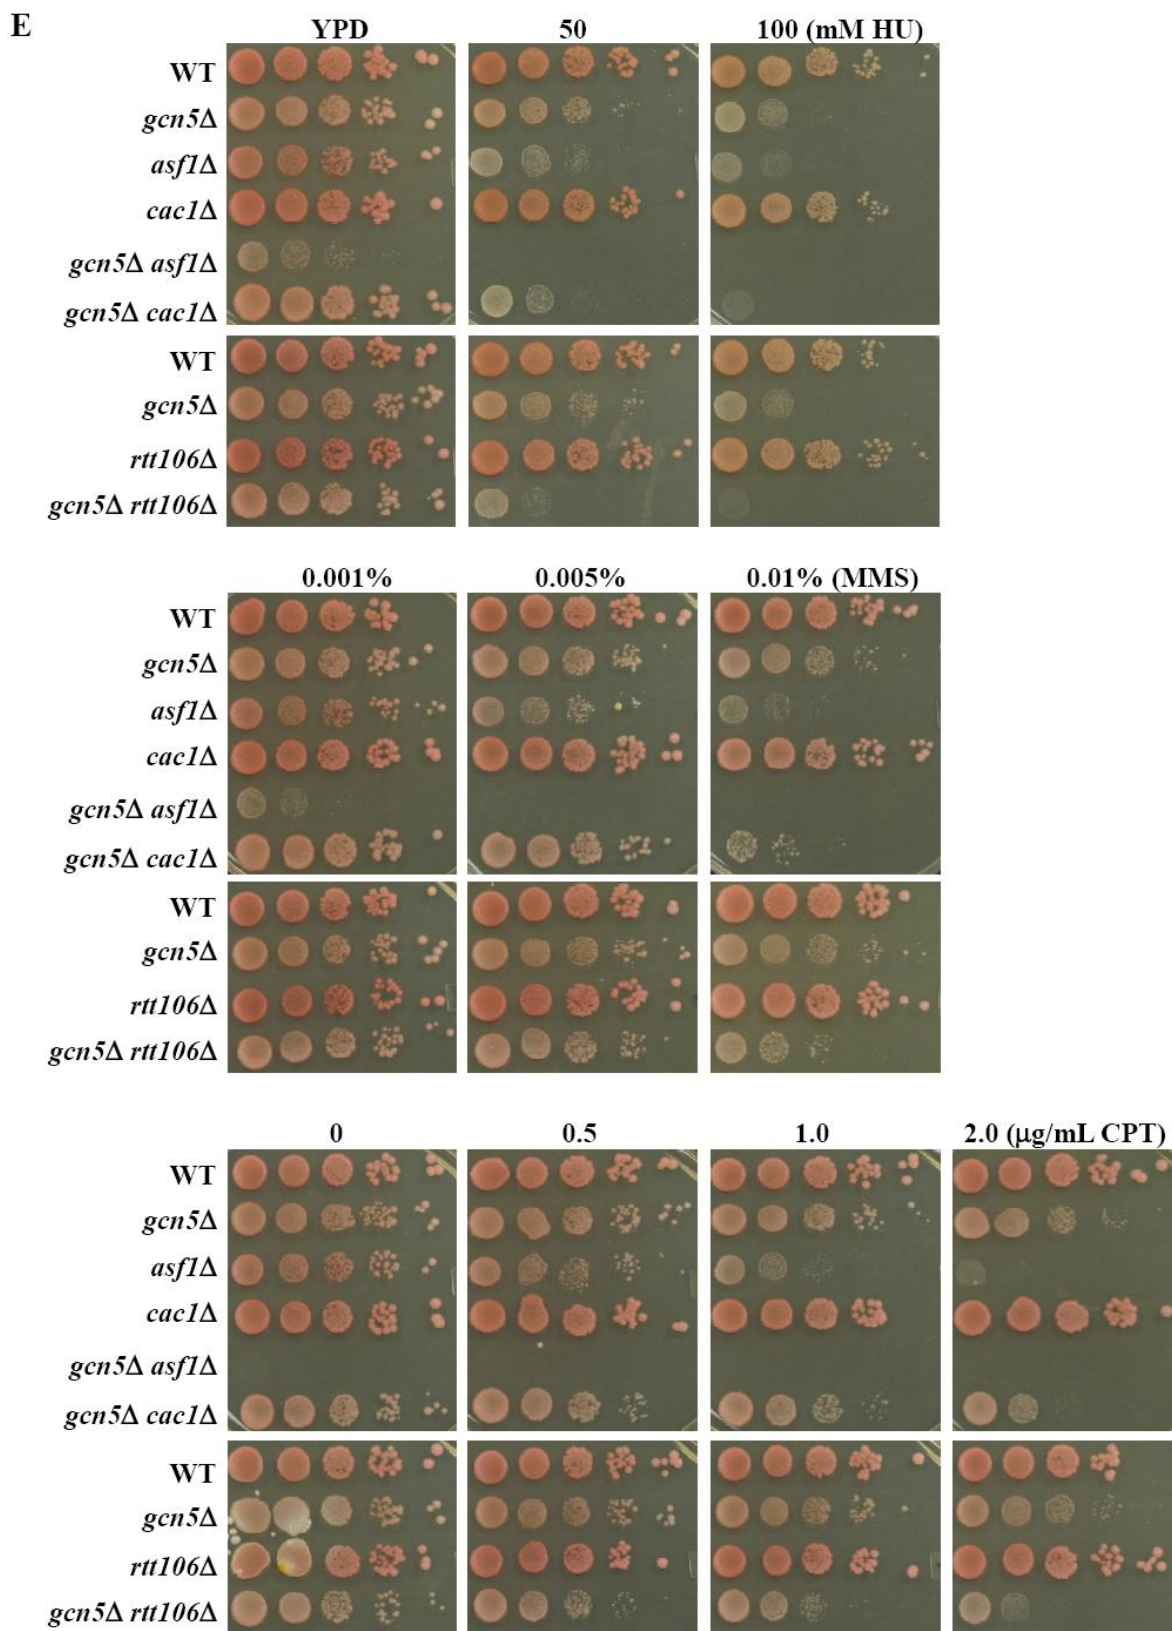 E
YPD 50 100 (mM HU)
WT
gcn5Δ
asf1Δ
cac1Δ
gcn5Δ asf1Δ
gcn5Δ cac1Δ
WT
gcn5Δ
rtt106Δ
gcn5Δ rtt106Δ
0.001% 0.005% 0.01% (MMS)
WT
gcn5Δ
asf1Δ
cac1Δ
gcn5Δ asf1Δ
gcn5Δ cac1Δ
WT
gcn5Δ
rtt106Δ
gcn5Δ rtt106Δ
0 0.5 1.0 2.0 (μg/mL CPT)
WT
gcn5Δ
asf1Δ
cac1Δ
gcn5Δ asf1Δ
gcn5Δ cac1Δ
WT
gcn5Δ
rtt106Δ
gcn5Δ rtt106Δ